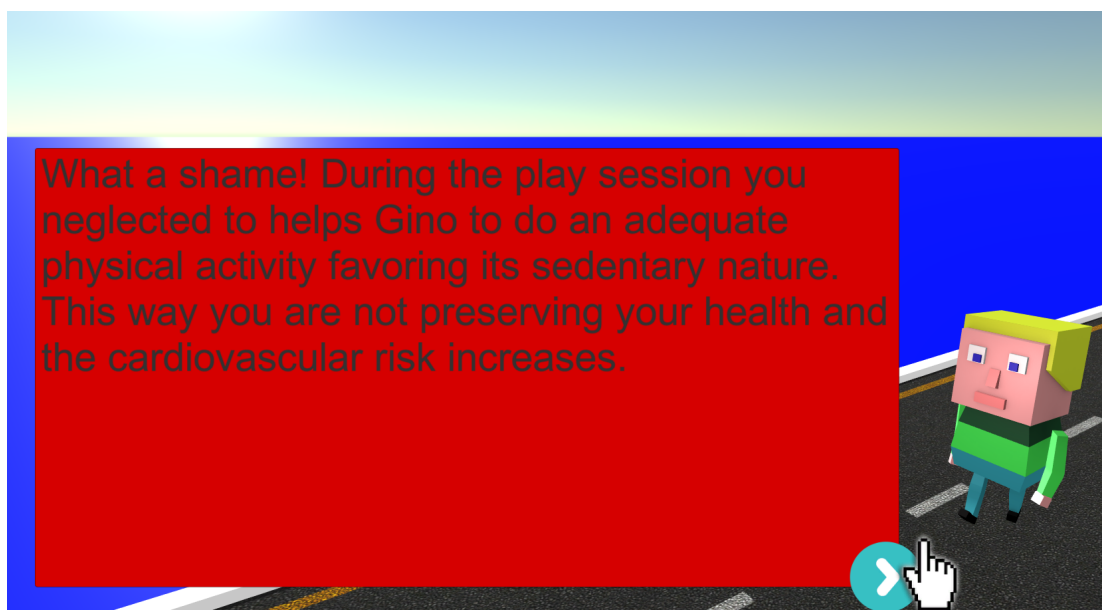 What a shame! During the play session you
neglected to helps Gino to do an adequate
physical activity favoring its sedentary nature.
This way you are not preserving your health and
the cardiovascular risk increases.